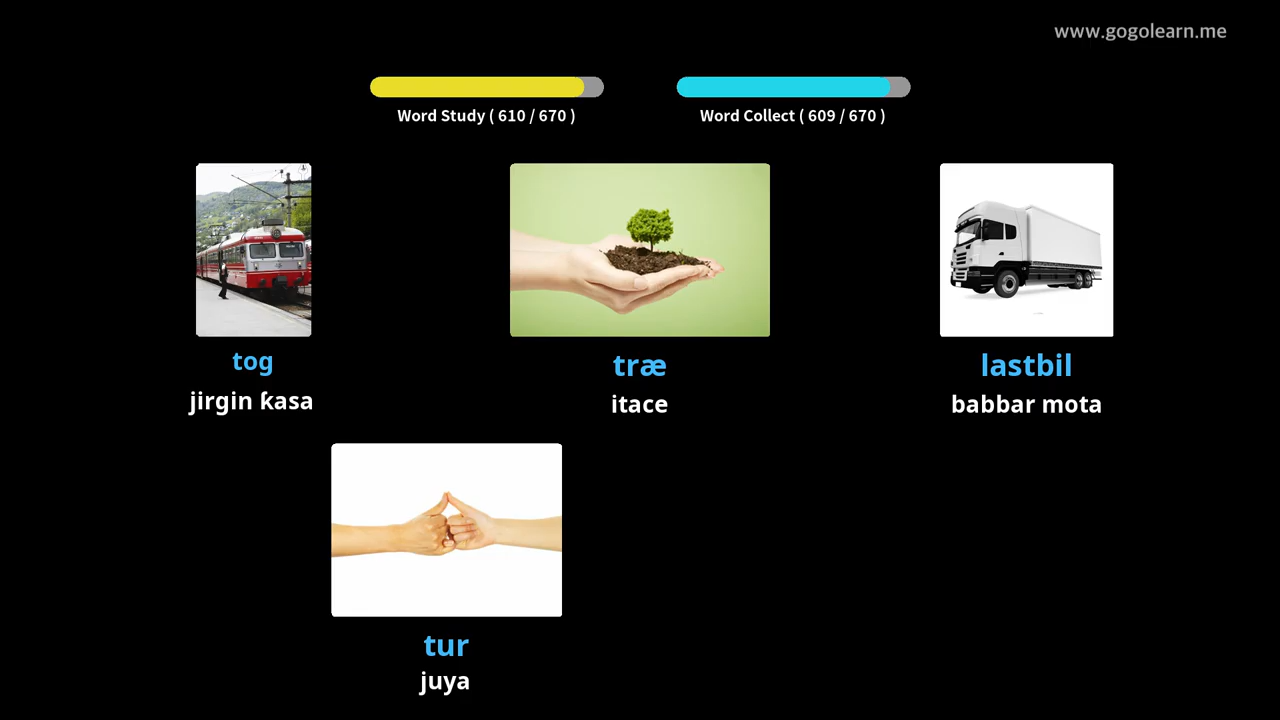 www.gogolearn.me
Word Study ( 610 / 670 )
Word Collect ( 609 / 670 )
tog
træ
lastbil
jirgin ƙasa
itace
babbar mota
tur
juya